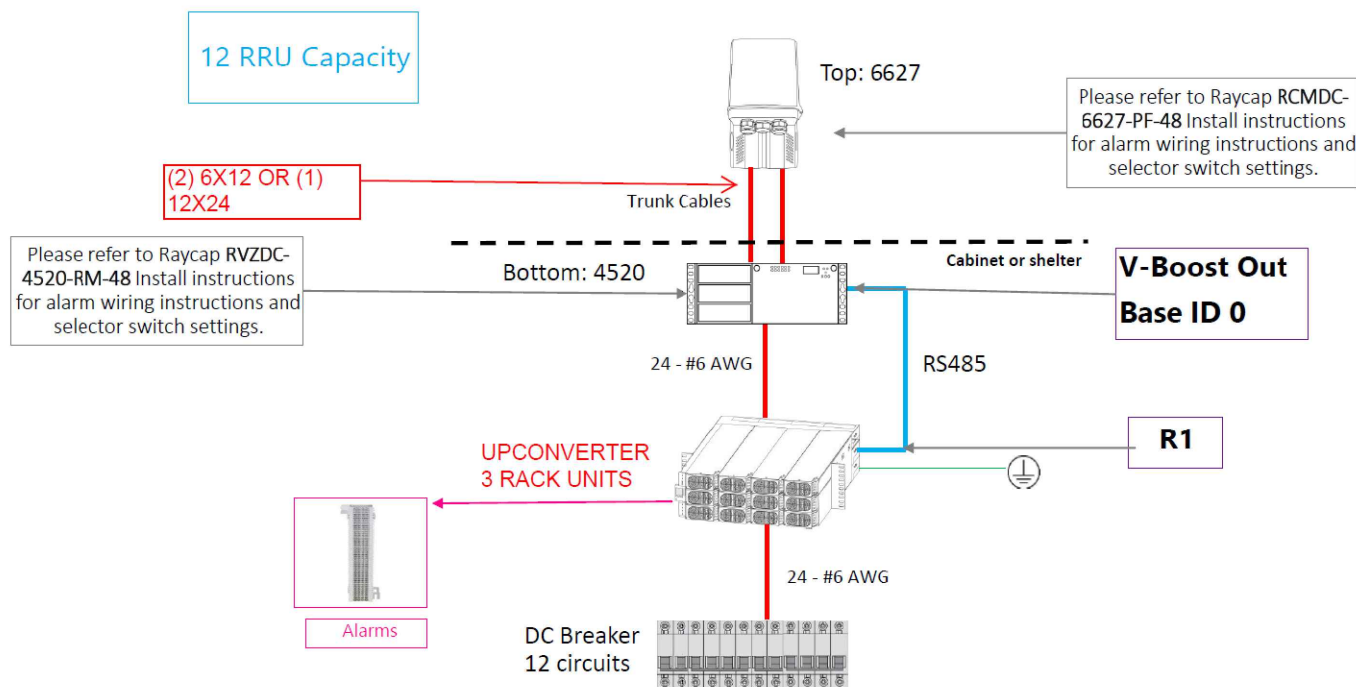 12 RRU Capacity
Top: 6627
Please refer to Raycap RCMDC-
6627-PF-48 Install instructions
for alarm wiring instructions and
selector switch settings.
(2) 6X12 OR (1)
12X24
Trunk Cables
Please refer to Raycap RVZDC-
4520-RM-48 Install instructions
for alarm wiring instructions and
selector switch settings.
Bottom: 4520
Cabinet or shelter
V-Boost Out
Base ID 0
24 - #6 AWG
RS485
UPCONVERTER
3 RACK UNITS
R1
24 - #6 AWG
Alarms
DC Breaker
12 circuits